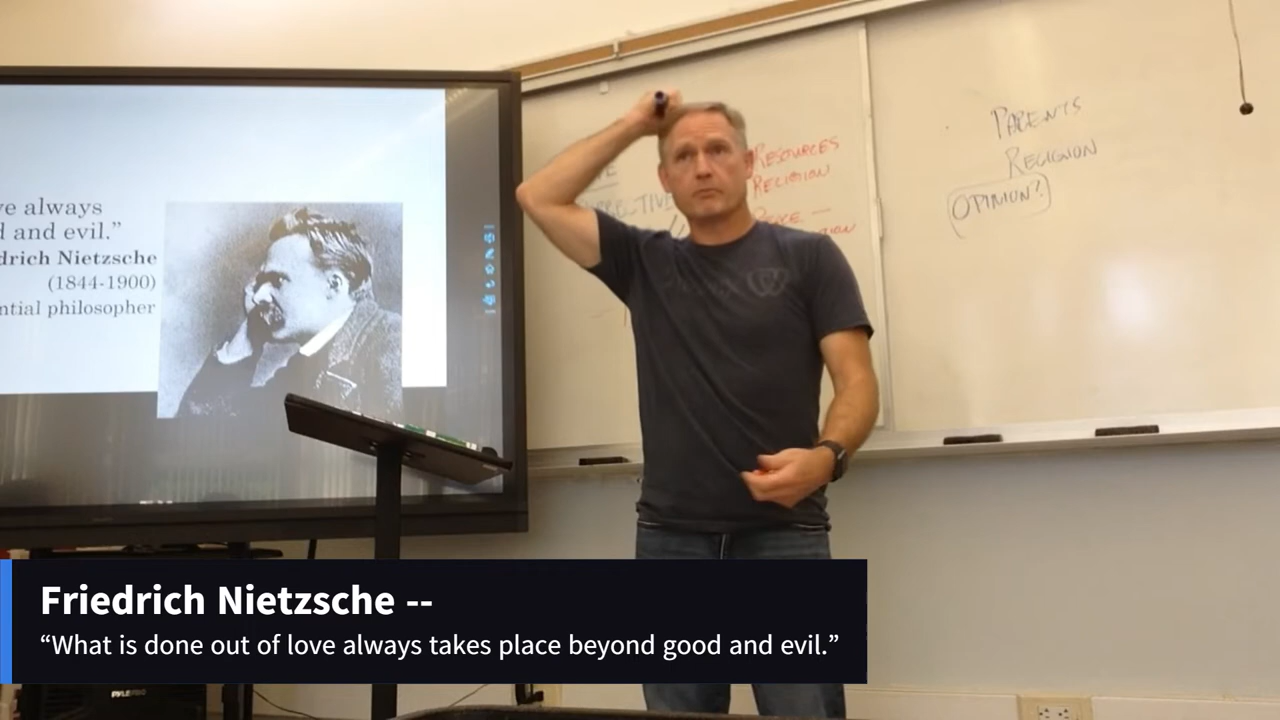 ve always
d and evil.”
drich Nietzsche
(1844-1900)
ntial philosopher
RESOURCES
RELIGION
PARENTS
RELIGION
OPINION?
Friedrich Nietzsche --
“What is done out of love always takes place beyond good and evil.”